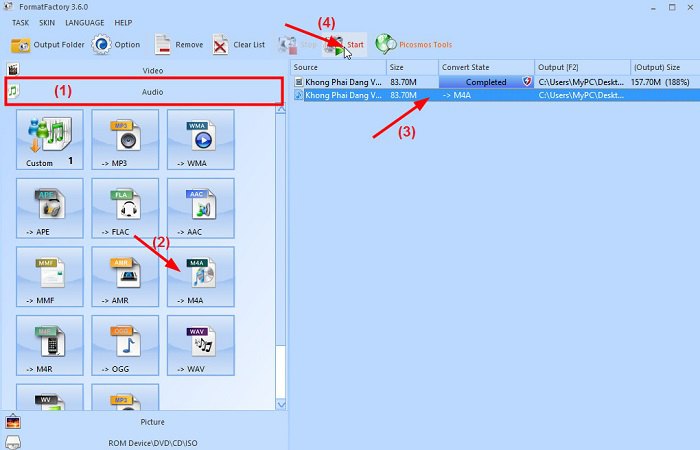 FormatFactory 3.6.0
TASK SKIN LANGUAGE HELP
(4)
Output Folder Option Remove Clear List Stop Start Picosmos Tools
Video
Source Size Convert State Output [F2] (Output) Size
(1) Audio
Khong Phai Dang V... 83.70M Completed C:\Users\MyPC\Deskt... 157.70M (188%)
Khong Phai Dang V... 83.70M -> M4A C:\Users\MyPC\Deskt...
(3)
MP3 WMA
Custom 1 -> MP3 -> WMA
APE FLA AAC
-> APE -> FLAC -> AAC
(2)
MMF AMR M4A
-> MMF -> AMR -> M4A
M4R OGG WAV
-> M4R -> OGG -> WAV
WV MP3
Picture
ROM Device\DVD\CD\ISO